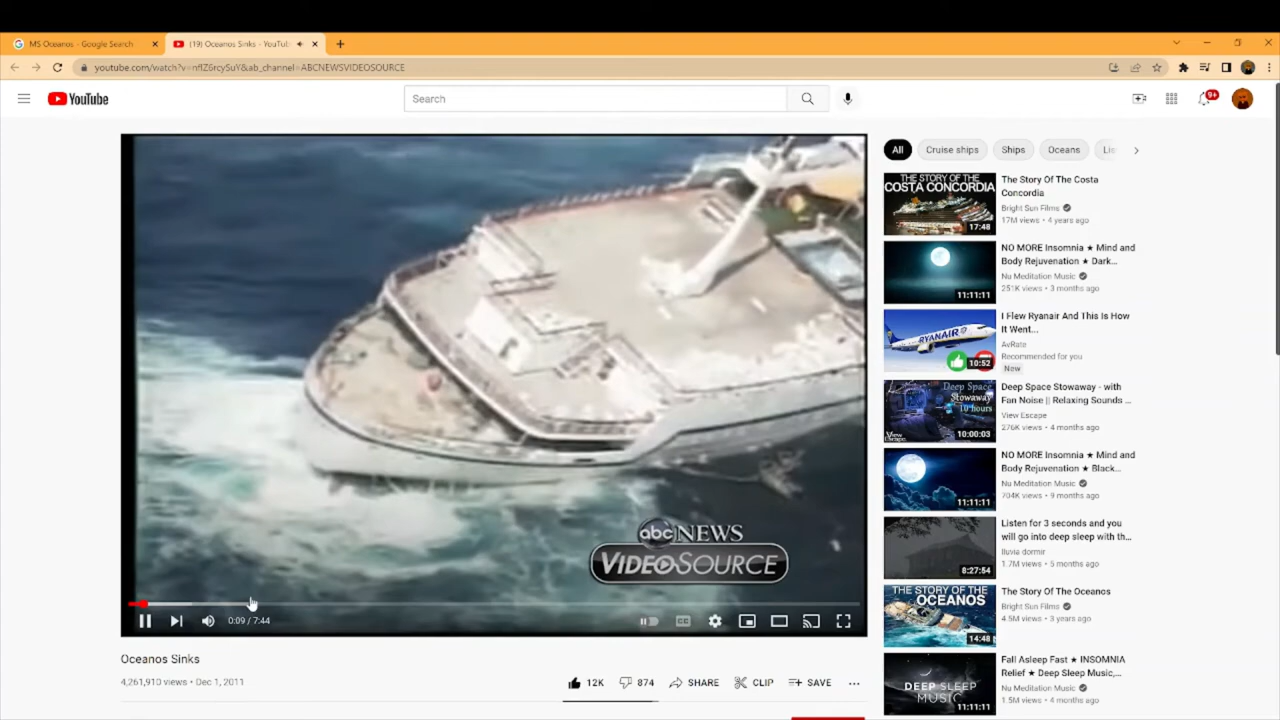 MS Oceanos - Google Search
(19) Oceanos Sinks - YouTu
youtube.com/watch?v=nflZ6rcySuY&ab_channel=ABCNEWSVIDEOSOURCE
YouTube
Search
9+
abc NEWS
VIDEOSOURCE
0:09 / 7:44
CC
Oceanos Sinks
4,261,910 views • Dec 1, 2011
12K
874
SHARE
CLIP
SAVE
All
Cruise ships
Ships
Oceans
THE STORY OF THE
COSTA CONCORDIA
17:48
The Story Of The Costa
Concordia
Bright Sun Films
17M views • 4 years ago
11:11:11
NO MORE Insomnia ★ Mind and
Body Rejuvenation ★ Dark...
Nu Meditation Music
251K views • 3 months ago
RYANAIR
10:52
I Flew Ryanair And This Is How
It Went...
AvRate
Recommended for you
New
Deep Space
Stowaway
10 hours
View
Escape
10:00:03
Deep Space Stowaway - with
Fan Noise || Relaxing Sounds ...
View Escape
276K views • 4 months ago
11:11:11
NO MORE Insomnia ★ Mind and
Body Rejuvenation ★ Black...
Nu Meditation Music
704K views • 9 months ago
8:27:54
Listen for 3 seconds and you
will go into deep sleep with th...
lluvia dormir
1.7M views • 5 months ago
THE STORY OF THE
OCEANOS
14:48
The Story Of The Oceanos
Bright Sun Films
4.5M views • 3 years ago
DEEP SLEEP
MUSIC
11:11:11
Fall Asleep Fast ★ INSOMNIA
Relief ★ Deep Sleep Music,...
Nu Meditation Music
1.5M views • 4 months ago